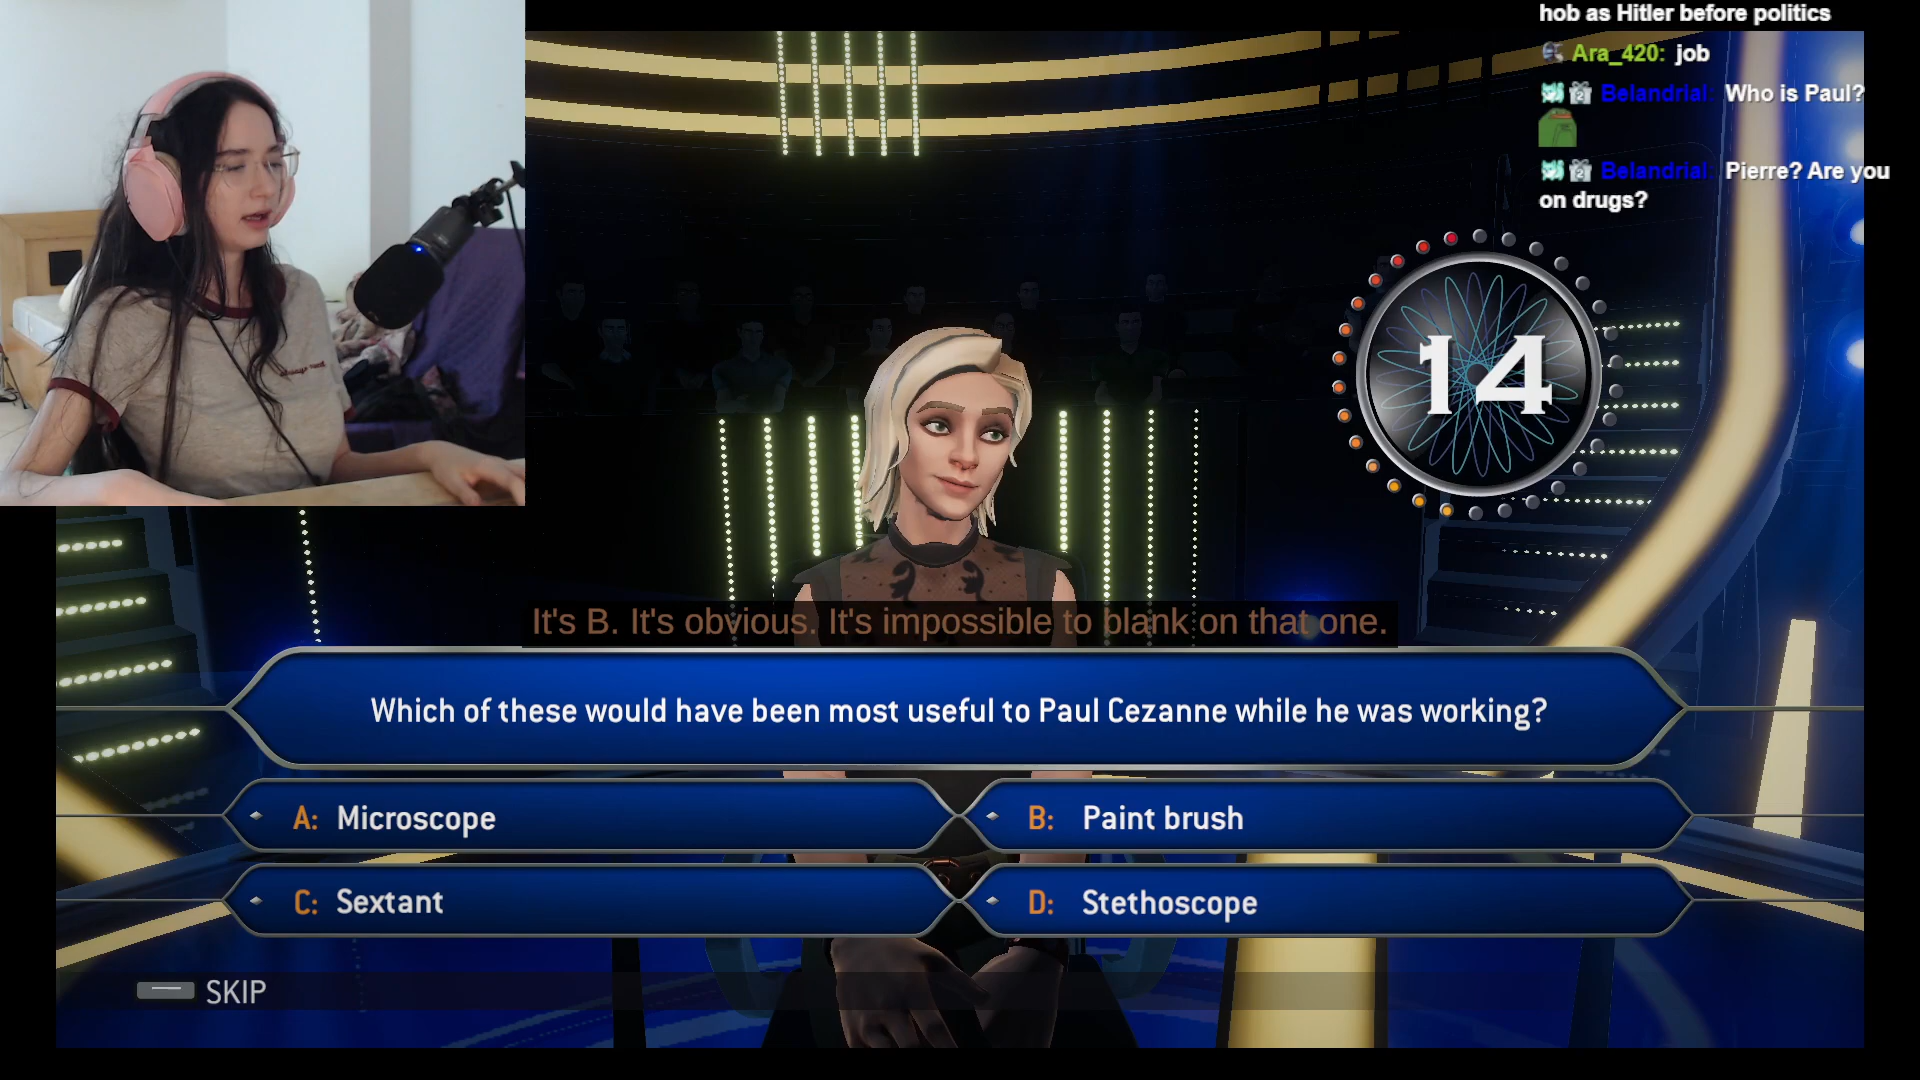 hob as Hitler before politics
Ara_420: job
Belandrial: Who is Paul?
Belandrial: Pierre? Are you
on drugs?
14
It's B. It's obvious. It's impossible to blank on that one.
Which of these would have been most useful to Paul Cezanne while he was working?
A: Microscope
B: Paint brush
C: Sextant
D: Stethoscope
SKIP